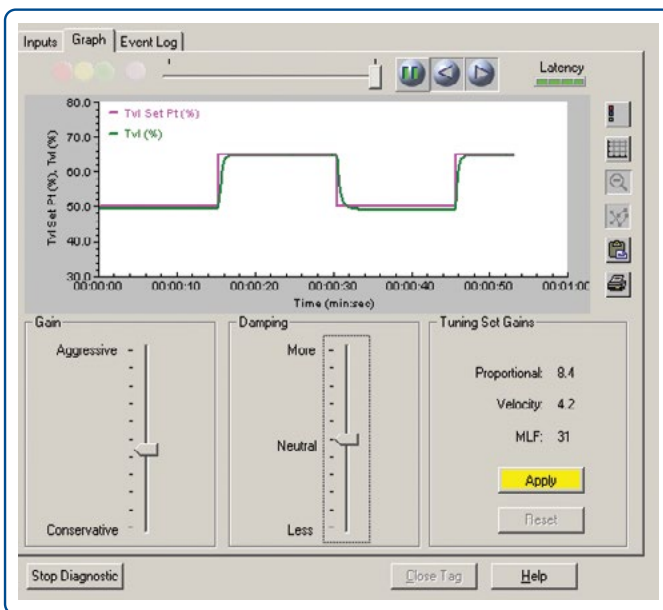 Inputs Graph Event Log
Latency
Tvl Set Pt (%), Tvl (%)
80.0
70.0
60.0
50.0
40.0
30.0
Tvl Set Pt (%)
Tvl (%)
00:00:00 00:00:10 00:00:20 00:00:30 00:00:40 00:00:50 00:01:00
Time (min:sec)
Gain
Aggressive
Conservative
Damping
More
Neutral
Less
Tuning Set Gains
Proportional: 8.4
Velocity: 4.2
MLF: 31
Apply
Reset
Stop Diagnostic
Close Tag
Help